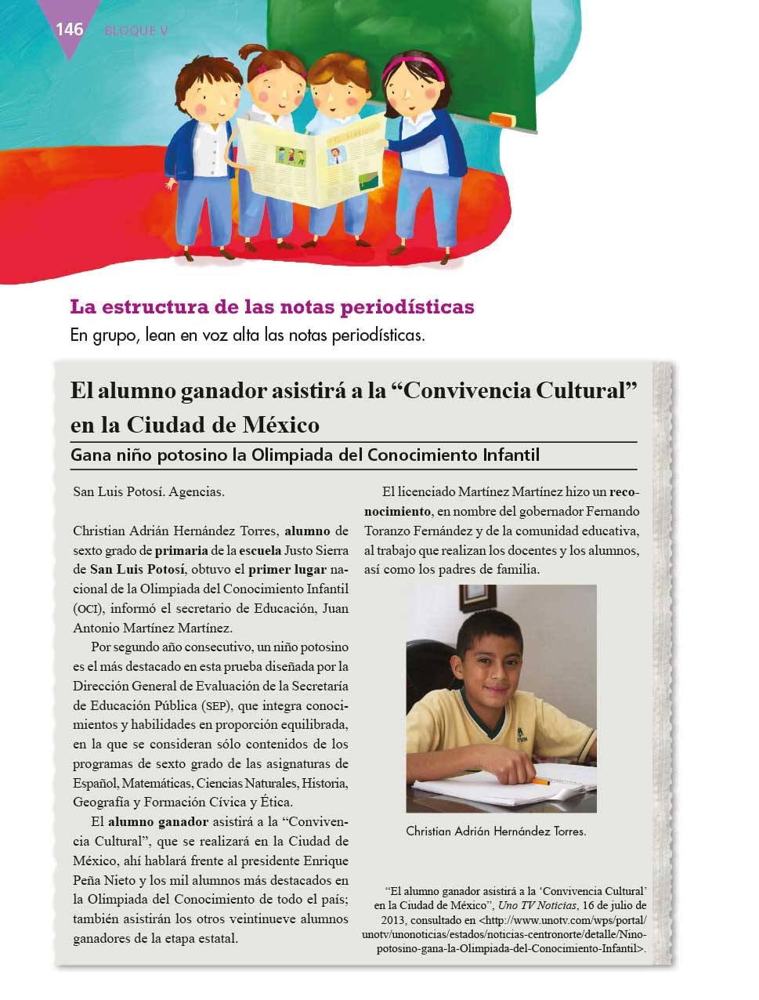 146
BLOQUE V
EL DIARIO
La estructura de las notas periodísticas
En grupo, lean en voz alta las notas periodísticas.
El alumno ganador asistirá a la “Convivencia Cultural”
en la Ciudad de México
Gana niño potosino la Olimpiada del Conocimiento Infantil
San Luis Potosí. Agencias.
Christian Adrián Hernández Torres, alumno de
sexto grado de primaria de la escuela Justo Sierra
de San Luis Potosí, obtuvo el primer lugar na-
cional de la Olimpiada del Conocimiento Infantil
(OCI), informó el secretario de Educación, Juan
Antonio Martínez Martínez.
Por segundo año consecutivo, un niño potosino
es el más destacado en esta prueba diseñada por la
Dirección General de Evaluación de la Secretaría
de Educación Pública (SEP), que integra conoci-
mientos y habilidades en proporción equilibrada,
en la que se consideran sólo contenidos de los
programas de sexto grado de las asignaturas de
Español, Matemáticas, Ciencias Naturales, Historia,
Geografía y Formación Cívica y Ética.
El alumno ganador asistirá a la “Conviven-
cia Cultural”, que se realizará en la Ciudad de
México, ahí hablará frente al presidente Enrique
Peña Nieto y los mil alumnos más destacados en
la Olimpiada del Conocimiento de todo el país;
también asistirán los otros veintinueve alumnos
ganadores de la etapa estatal.
El licenciado Martínez Martínez hizo un reco-
nocimiento, en nombre del gobernador Fernando
Toranzo Fernández y de la comunidad educativa,
al trabajo que realizan los docentes y los alumnos,
así como los padres de familia.
Christian Adrián Hernández Torres.
“El alumno ganador asistirá a la ‘Convivencia Cultural’
en la Ciudad de México”, Uno TV Noticias, 16 de julio de
2013, consultado en <http://www.unotv.com/wps/portal/
unotv/unonoticias/estados/noticias-centronorte/detalle/Nino-
potosino-gana-la-Olimpiada-del-Conocimiento-Infantil>.